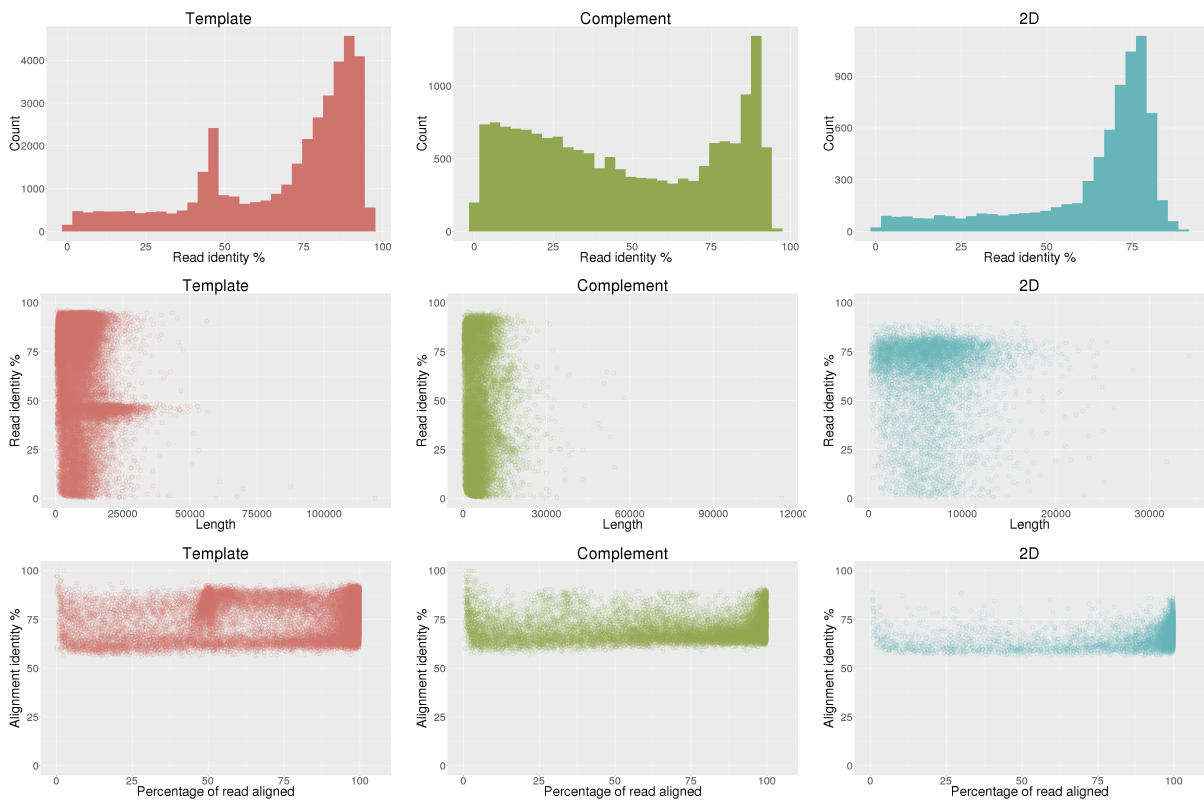 Template Complement 2D
4000 3000 2000 1000 0 Count
0 25 50 75 100
Read identity %
1000 500 0 Count
0 25 50 75 100
Read identity %
900 600 300 0 Count
0 25 50 75
Read identity %
Template Complement 2D
100 75 50 25 0 Read identity %
0 25000 50000 75000 100000
Length
100 75 50 25 0 Read identity %
0 30000 60000 90000 12000
Length
100 75 50 25 0 Read identity %
0 10000 20000 30000
Length
Template Complement 2D
100 75 50 25 0 Alignment identity %
0 25 50 75 100
Percentage of read aligned
100 75 50 25 0 Alignment identity %
0 25 50 75 100
Percentage of read aligned
100 75 50 25 0 Alignment identity %
0 25 50 75 100
Percentage of read aligned